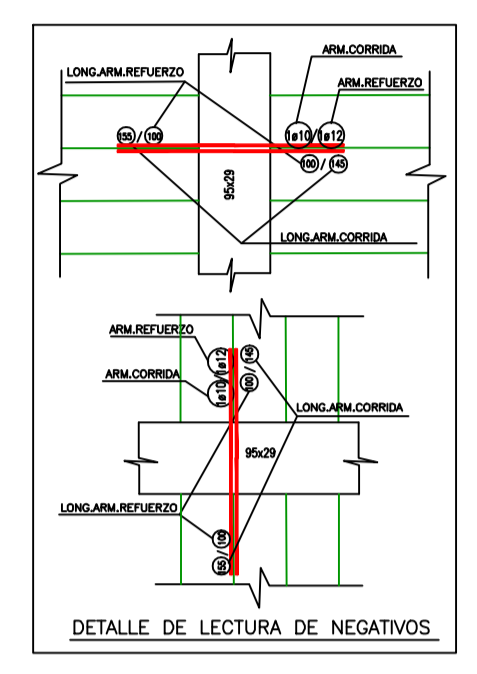 ARM.CORRIDA
LONG.ARM.REFUERZO
ARM.REFUERZO
155/100
1ø10/1ø12
100/145
95x29
LONG.ARM.CORRIDA
ARM.REFUERZO
1ø10/1ø12
100/145
ARM.CORRIDA
LONG.ARM.CORRIDA
95x29
LONG.ARM.REFUERZO
155/100
DETALLE DE LECTURA DE NEGATIVOS